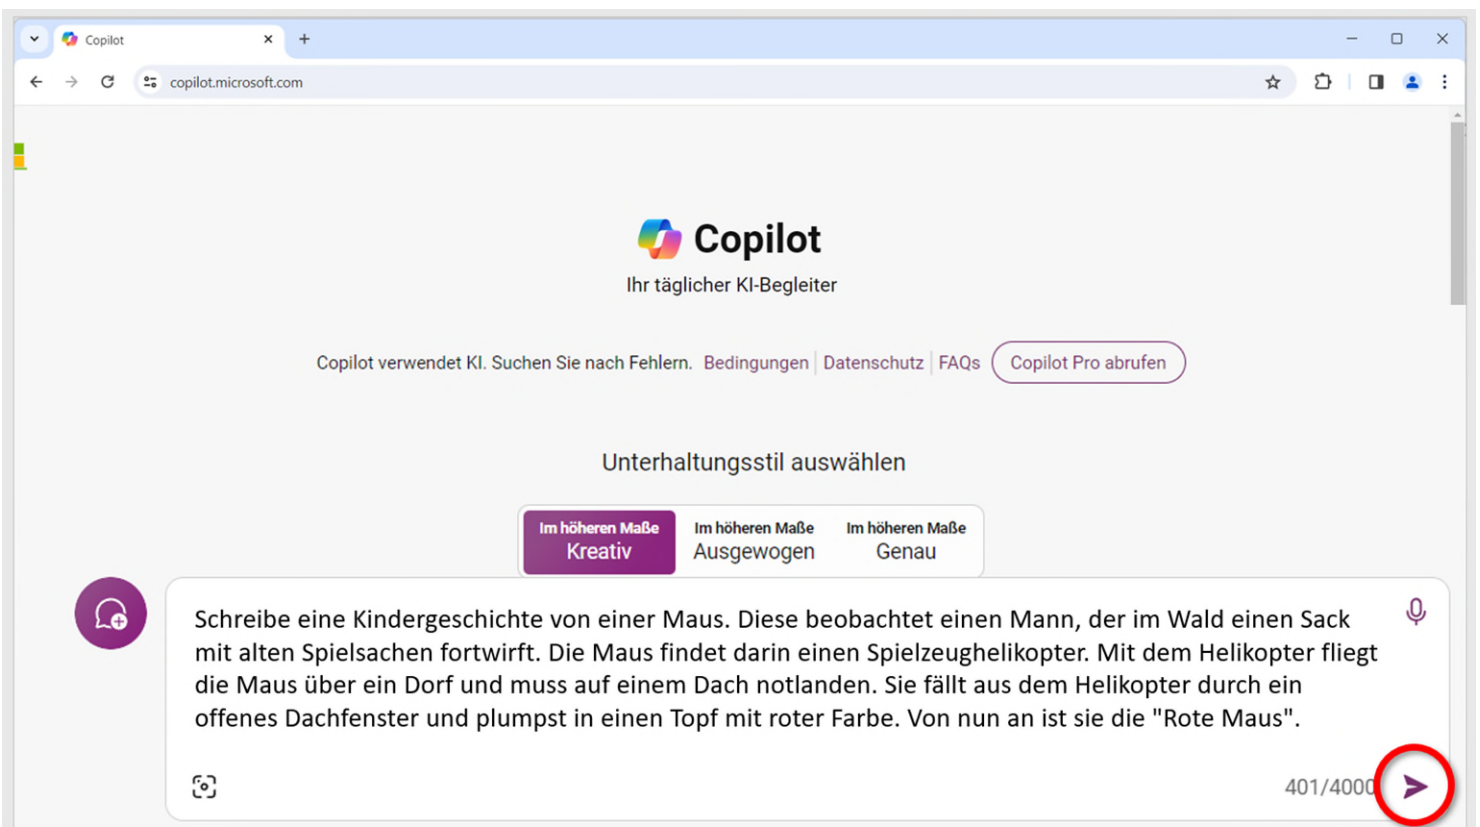 Copilot
copilot.microsoft.com
Copilot
Ihr täglicher KI-Begleiter
Copilot verwendet KI. Suchen Sie nach Fehlern. Bedingungen Datenschutz FAQs Copilot Pro abrufen
Unterhaltungsstil auswählen
Im höheren Maße Im höheren Maße Im höheren Maße
Kreativ Ausgewogen Genau
Schreibe eine Kindergeschichte von einer Maus. Diese beobachtet einen Mann, der im Wald einen Sack
mit alten Spielsachen fortwirft. Die Maus findet darin einen Spielzeughelikopter. Mit dem Helikopter fliegt
die Maus über ein Dorf und muss auf einem Dach notlanden. Sie fällt aus dem Helikopter durch ein
offenes Dachfenster und plumpst in einen Topf mit roter Farbe. Von nun an ist sie die "Rote Maus".
401/4000